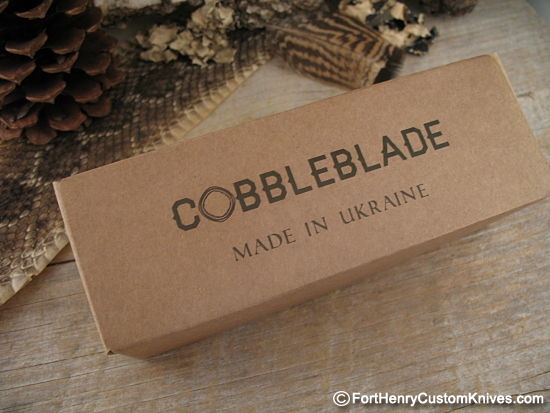 COBBLEBLADE
MADE IN UKRAINE
© FortHenryCustomKnives.com